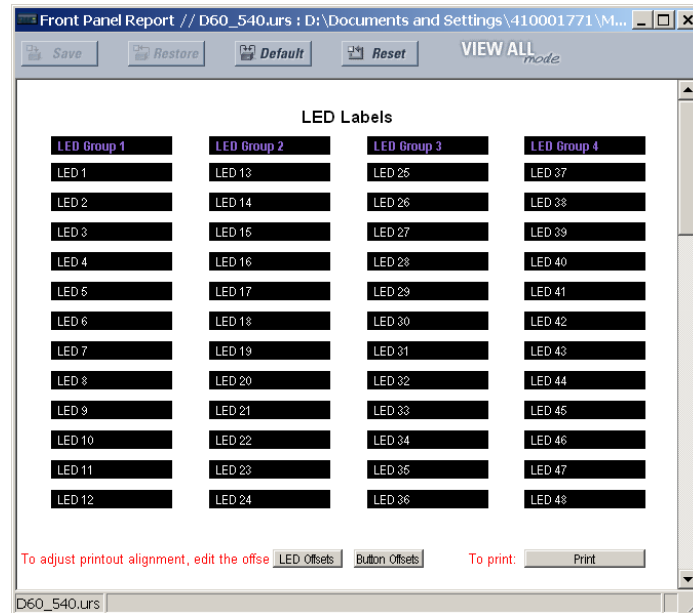 Front Panel Report // D60_540.urs : D:\Documents and Settings\410001771\M...
Save Restore Default Reset VIEW ALL mode
LED Labels
LED Group 1 LED Group 2 LED Group 3 LED Group 4
LED 1 LED 13 LED 25 LED 37
LED 2 LED 14 LED 26 LED 38
LED 3 LED 15 LED 27 LED 39
LED 4 LED 16 LED 28 LED 40
LED 5 LED 17 LED 29 LED 41
LED 6 LED 18 LED 30 LED 42
LED 7 LED 19 LED 31 LED 43
LED 8 LED 20 LED 32 LED 44
LED 9 LED 21 LED 33 LED 45
LED 10 LED 22 LED 34 LED 46
LED 11 LED 23 LED 35 LED 47
LED 12 LED 24 LED 36 LED 48
To adjust printout alignment, edit the offse LED Offsets Button Offsets To print: Print
D60_540.urs